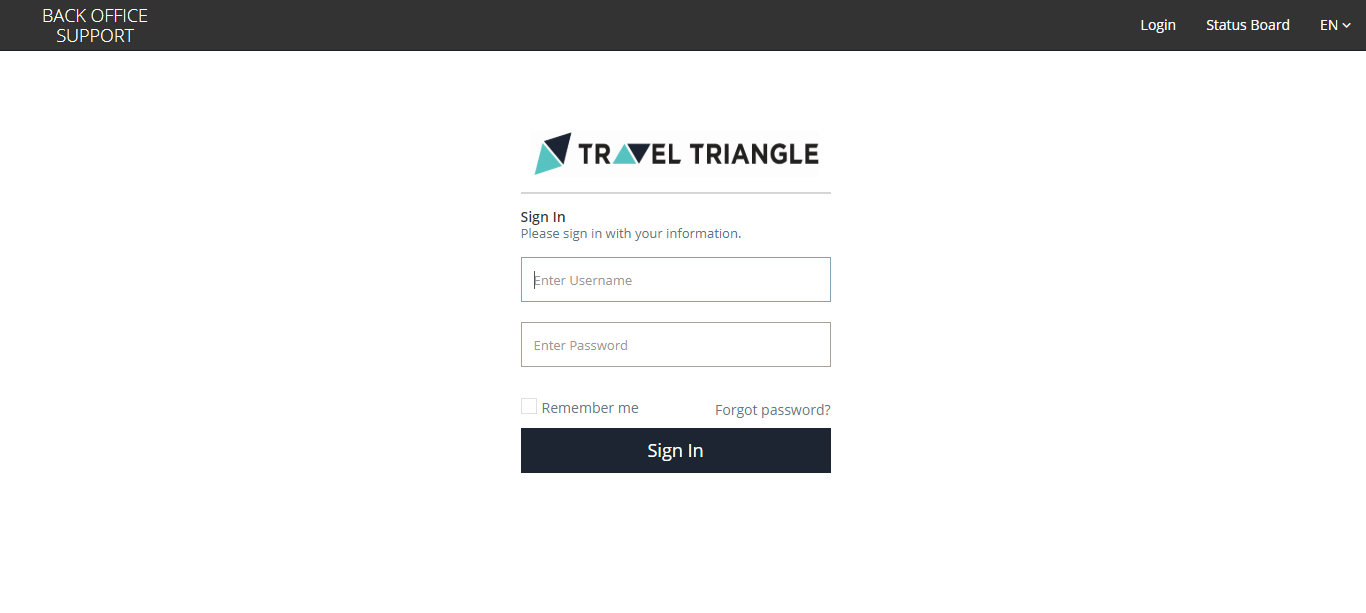 BACK OFFICE
SUPPORT
Login
Status Board
EN
TRAVEL TRIANGLE
Sign In
Please sign in with your information.
Enter Username
Enter Password
Remember me
Forgot password?
Sign In